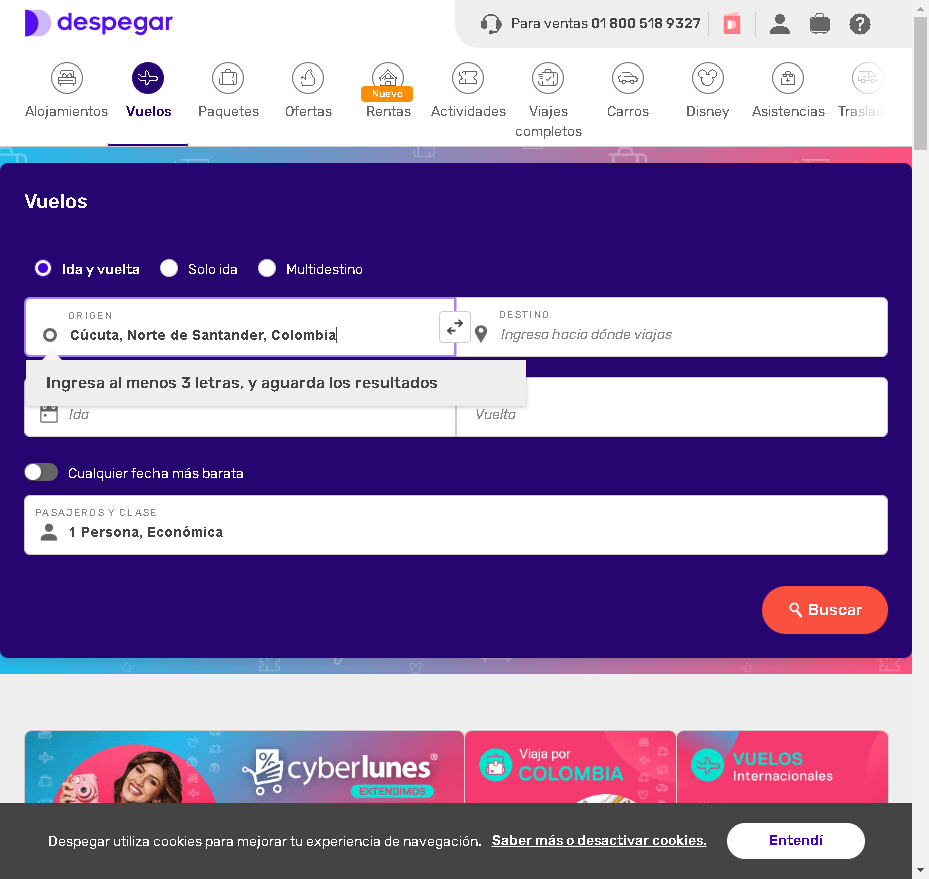 despegar
Para ventas 01 800 518 9327
Alojamientos
Vuelos
Paquetes
Ofertas
Nuevo
Rentas
Actividades
Viajes
completos
Carros
Disney
Asistencias
Traslad
Vuelos
Ida y vuelta
Solo ida
Multidestino
ORIGEN
Cúcuta, Norte de Santander, Colombia
DESTINO
Ingresa hacia dónde viajas
Ingresa al menos 3 letras, y aguarda los resultados
Ida
Vuelta
Cualquier fecha más barata
PASAJEROS Y CLASE
1 Persona, Económica
Buscar
cyberlunes
EXTENDIMOS
Viaja por
COLOMBIA
VUELOS
Internacionales
Despegar utiliza cookies para mejorar tu experiencia de navegación. Saber más o desactivar cookies.
Entendí